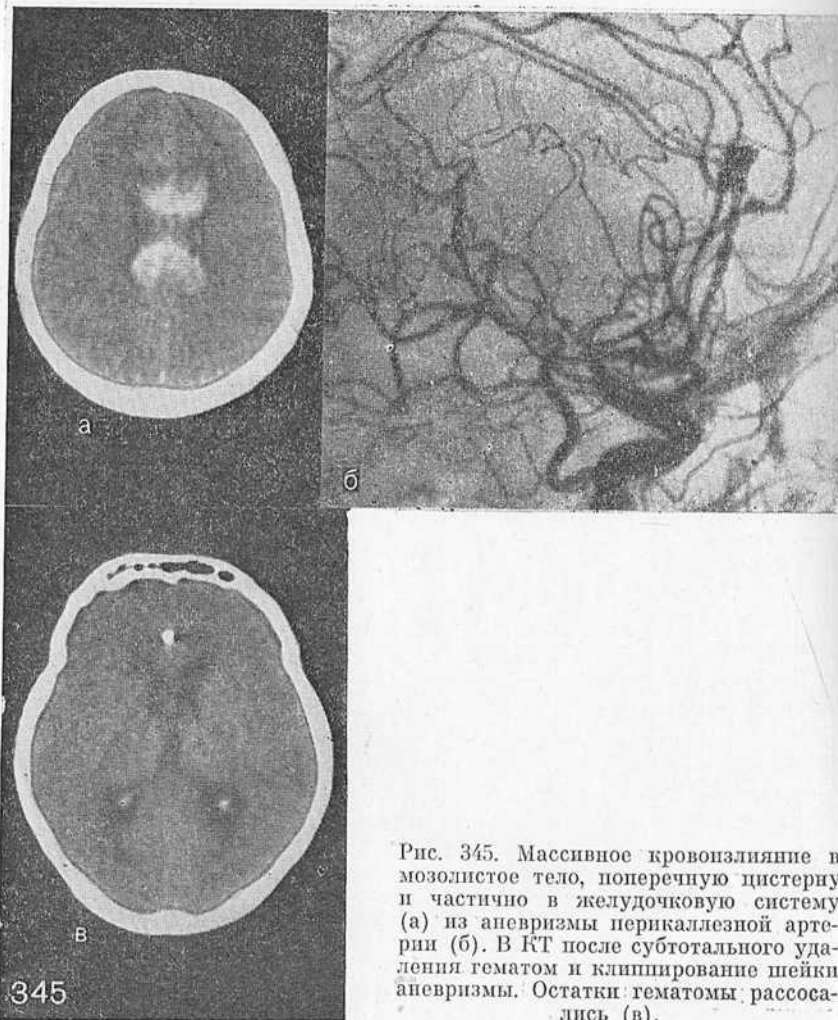 а
б
в
345
Рис. 345. Массивное кровоизлияние в
мозолистое тело, поперечную цистерну
и частично в желудочковую систему
(а) из аневризмы перикаллезной арте-
рии (б). В КТ после субтотального уда-
ления гематом и клиппирование шейки
аневризмы. Остатки гематомы рассоса-
лись (в).